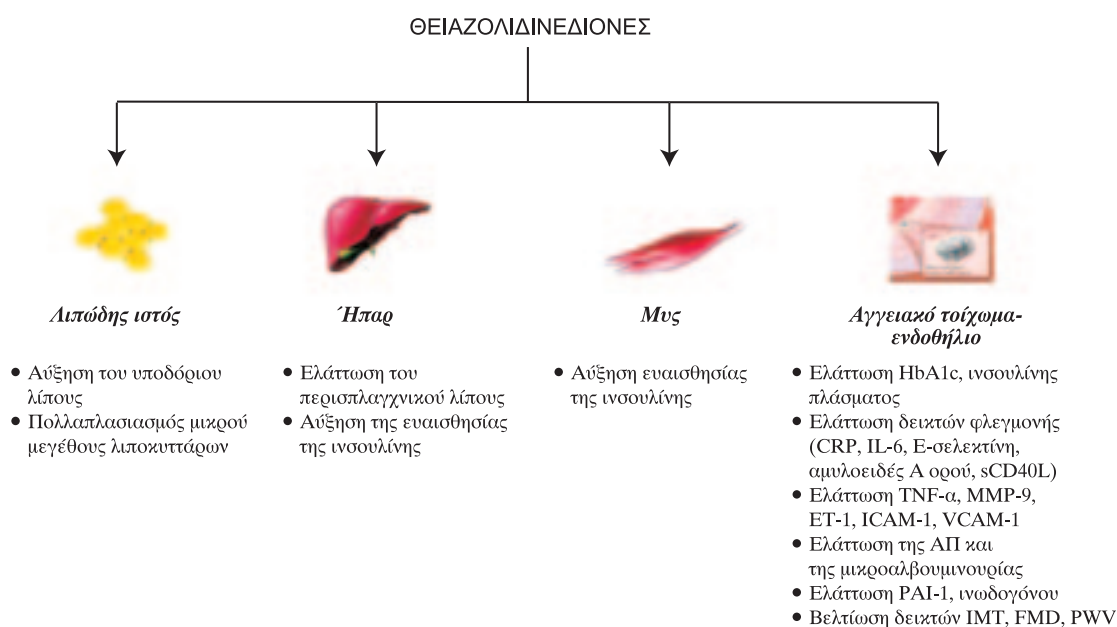 ΘΕΙΑΖΟΛΙΔΙΝΕΔΙΟΝΕΣ
Λιπώδης ιστός
• Αύξηση του υποδόριου
λίπους
• Πολλαπλασιασμός μικρού
μεγέθους λιποκυττάρων
Ήπαρ
• Ελάττωση του
περισπλαγχνικού λίπους
• Αύξηση της ευαισθησίας
της ινσουλίνης
Μυς
• Αύξηση ευαισθησίας
της ινσουλίνης
Αγγειακό τοίχωμα-
ενδοθήλιο
• Ελάττωση HbA1c, ινσουλίνης
πλάσματος
• Ελάττωση δεικτών φλεγμονής
(CRP, IL-6, E-σελεκτίνη,
αμυλοειδές Α ορού, sCD40L)
• Ελάττωση TNF-α, MMP-9,
ET-1, ICAM-1, VCAM-1
• Ελάττωση της ΑΠ και
της μικροαλβουμινουρίας
• Ελάττωση PAI-1, ινωδογόνου
• Βελτίωση δεικτών IMT, FMD, PWV